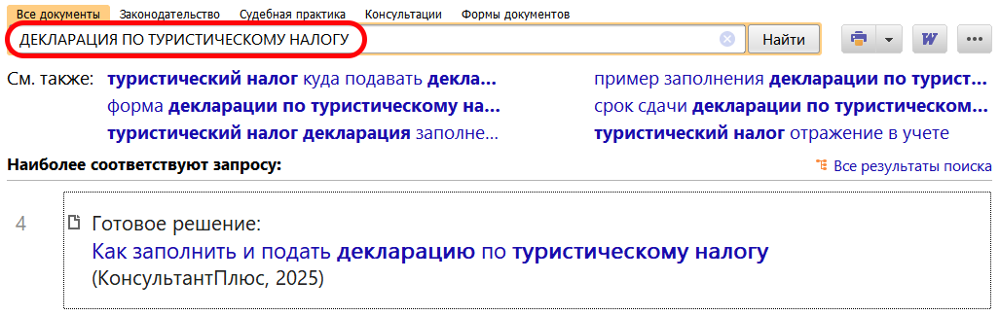 Все документы Законодательство Судебная практика Консультации Формы документов
ДЕКЛАРАЦИЯ ПО ТУРИСТИЧЕСКОМУ НАЛОГУ Найти W
См. также: туристический налог куда подавать декла... пример заполнения декларации по турист...
форма декларации по туристическому на... срок сдачи декларации по туристическом...
туристический налог декларация заполне... туристический налог отражение в учете
Наиболее соответствуют запросу: Все результаты поиска
4 Готовое решение:
Как заполнить и подать декларацию по туристическому налогу
(КонсультантПлюс, 2025)